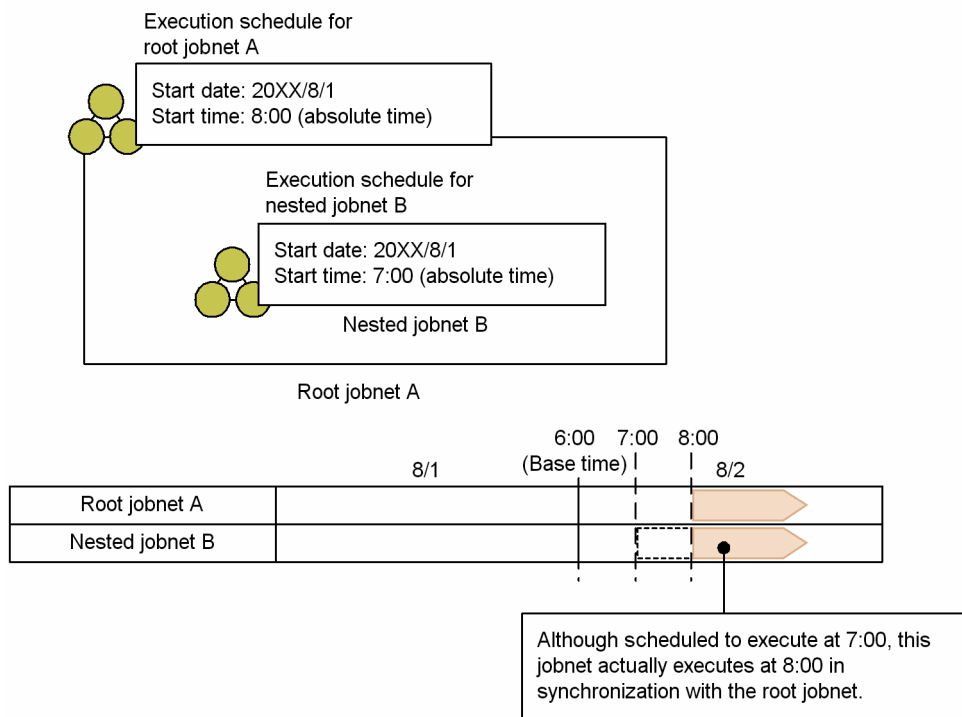 Execution schedule for
root jobnet A
Start date: 20XX/8/1
Start time: 8:00 (absolute time)
Execution schedule for
nested jobnet B
Start date: 20XX/8/1
Start time: 7:00 (absolute time)
Nested jobnet B
Root jobnet A
6:00 7:00 8:00
(Base time)
8/1 8/2
Root jobnet A
Nested jobnet B
Although scheduled to execute at 7:00, this
jobnet actually executes at 8:00 in
synchronization with the root jobnet.